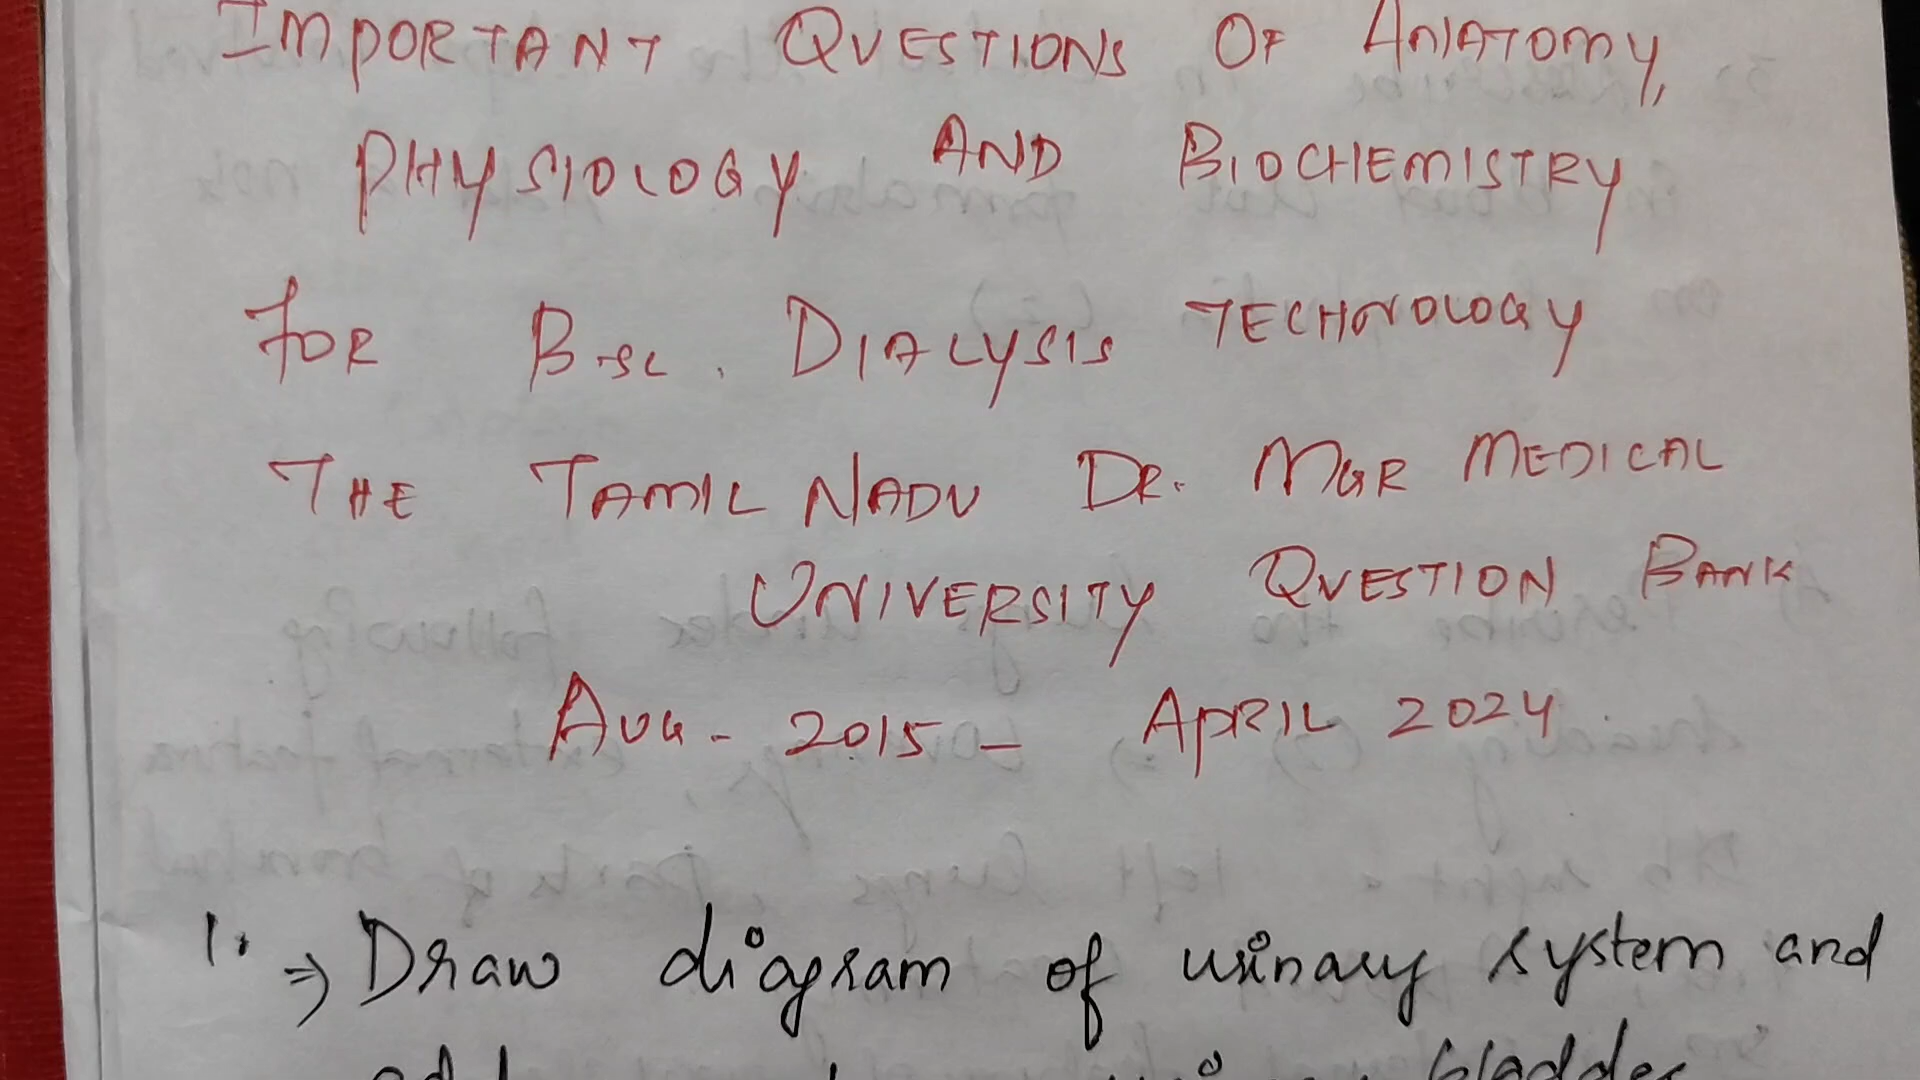 IMPORTANT QUESTIONS OF ANATOMY,
PHYSIOLOGY AND BIOCHEMISTRY
FOR B.sc. DIALYSIS TECHNOLOGY
THE TAMIL NADU DR. MGR MEDICAL
UNIVERSITY QUESTION BANK
AUG - 2015 - APRIL 2024
1. ⇒ Draw diagram of urinary system and
bladder